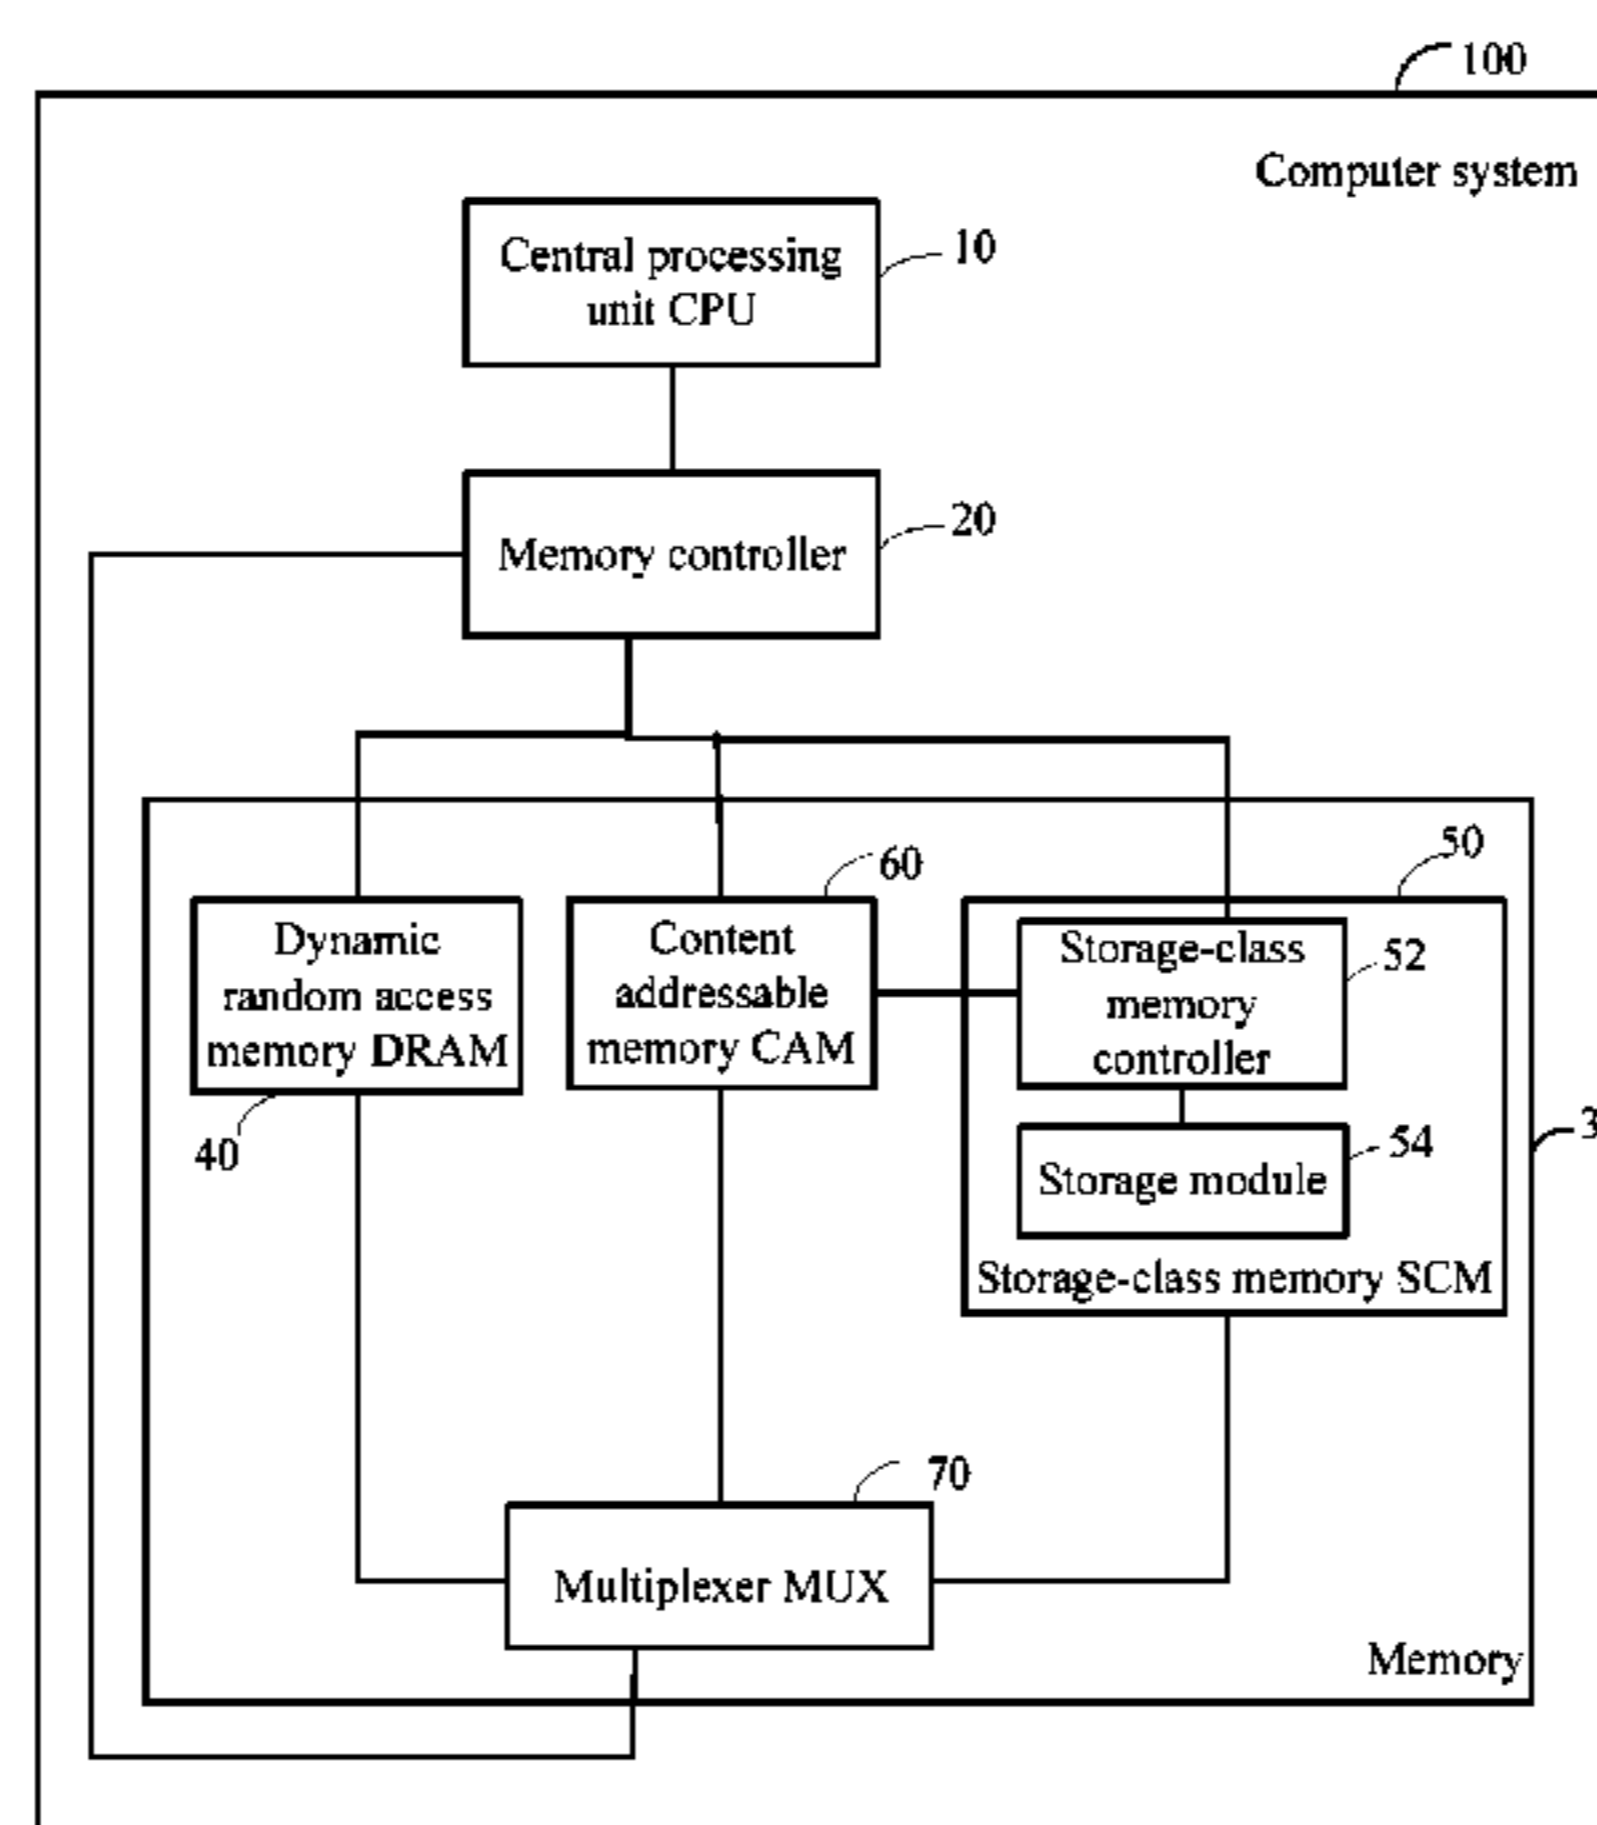 100
Computer system
Central processing
unit CPU
10
Memory controller
20
60
50
Dynamic
random access
memory DRAM
40
Content
addressable
memory CAM
Storage-class
memory
controller
52
Storage module
54
Storage-class memory SCM
3
70
Multiplexer MUX
Memory